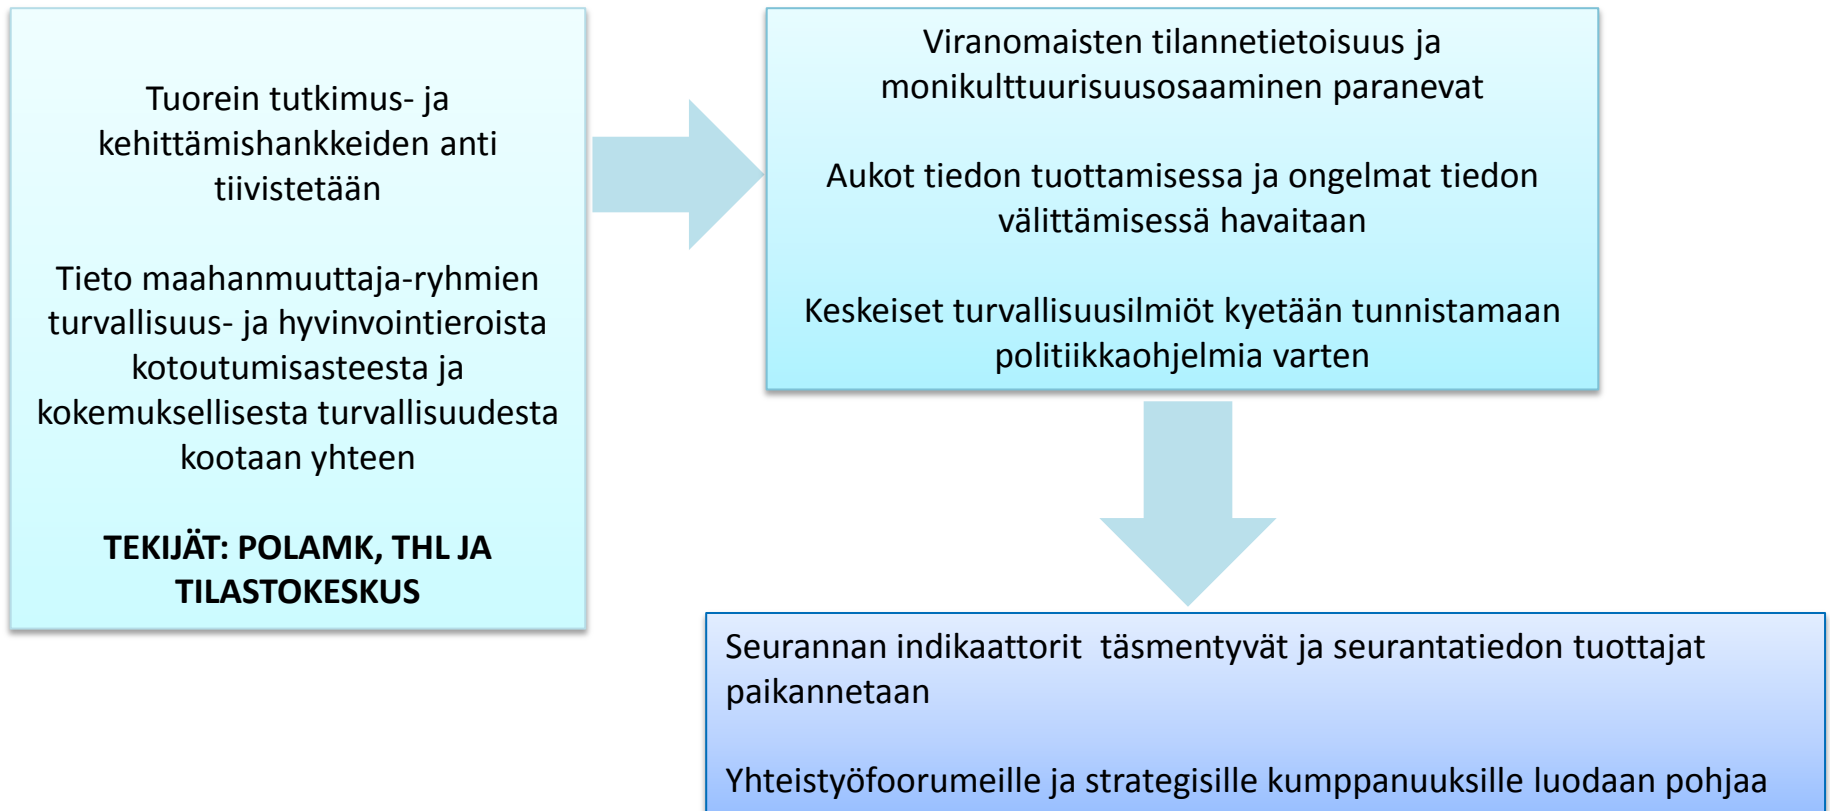 Tuorein tutkimus- ja
kehittämishankkeiden anti
tiivistetään
Tieto maahanmuuttaja-ryhmien
turvallisuus- ja hyvinvointieroista
kotoutumisasteesta ja
kokemuksellisesta turvallisuudesta
kootaan yhteen
TEKIJÄT: POLAMK, THL JA
TILASTOKESKUS
Viranomaisten tilannetietoisuus ja
monikulttuurisuusosaaminen paranevat
Aukot tiedon tuottamisessa ja ongelmat tiedon
välittämisessä havaitaan
Keskeiset turvallisuusilmiöt kyetään tunnistamaan
politiikkaohjelmia varten
Seurannan indikaattorit  täsmentyvät ja seurantatiedon tuottajat
paikannetaan
Yhteistyöfoorumeille ja strategisille kumppanuuksille luodaan pohjaa